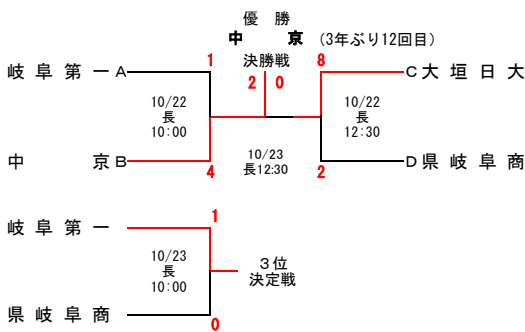 優 勝
中 京 (3年ぶり12回目)
決勝戦
2 0
岐阜第一A
1
10/22
長
10:00
中 京B
4
8
C大垣日大
10/22
長
12:30
D県岐阜商
2
10/23
長12:30
岐阜第一
1
10/23
長
10:00
3位
決定戦
県岐阜商
0